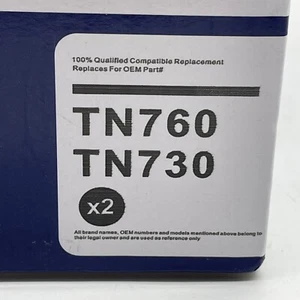 100% Qualified Compatible Replacement
Replaces For OEM Part#
TN760
TN730
x2
All brand names, OEM numbers and models mentioned above belong to
their legal owner and are used as reference only